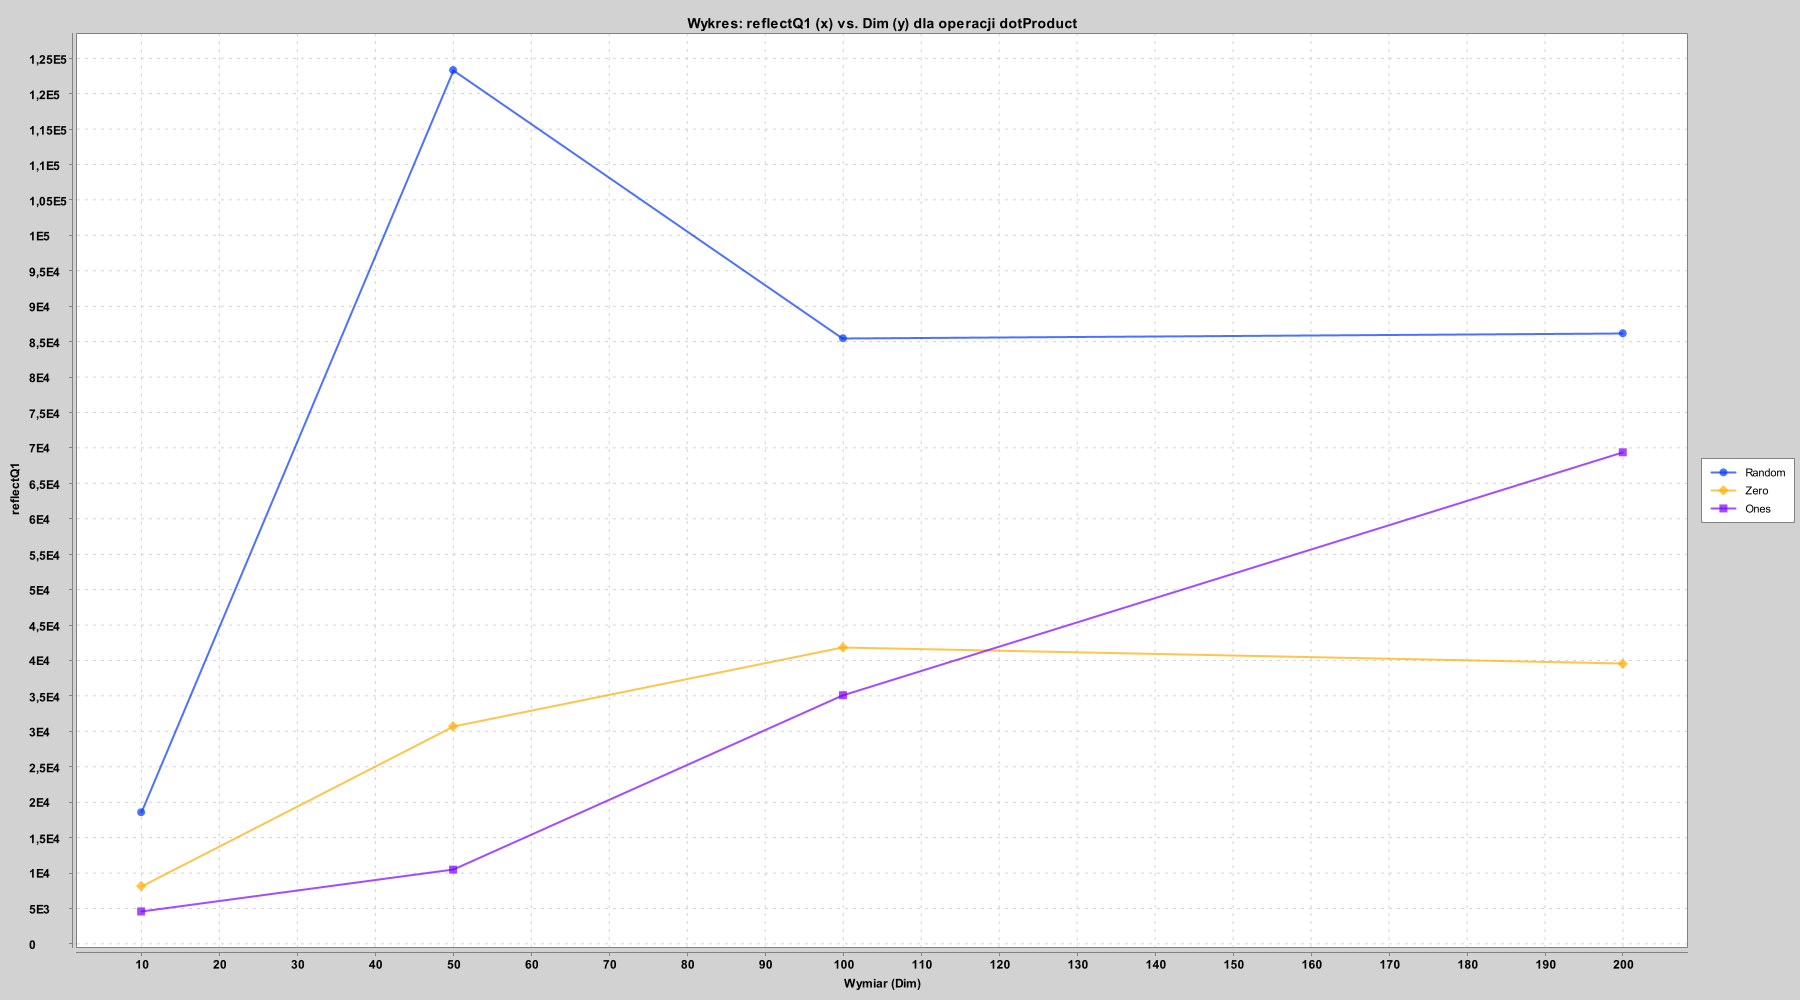 Wykres: reflectQ1 (x) vs. Dim (y) dla operacji dotProduct
1,25E5
1,2E5
1,15E5
1,1E5
1,05E5
1E5
9,5E4
9E4
8,5E4
8E4
7,5E4
7E4
6,5E4
6E4
5,5E4
5E4
4,5E4
4E4
3,5E4
3E4
2,5E4
2E4
1,5E4
1E4
5E3
0
reflectQ1
10 20 30 40 50 60 70 80 90 100 110 120 130 140 150 160 170 180 190 200
Wymiar (Dim)
Random
Zero
Ones